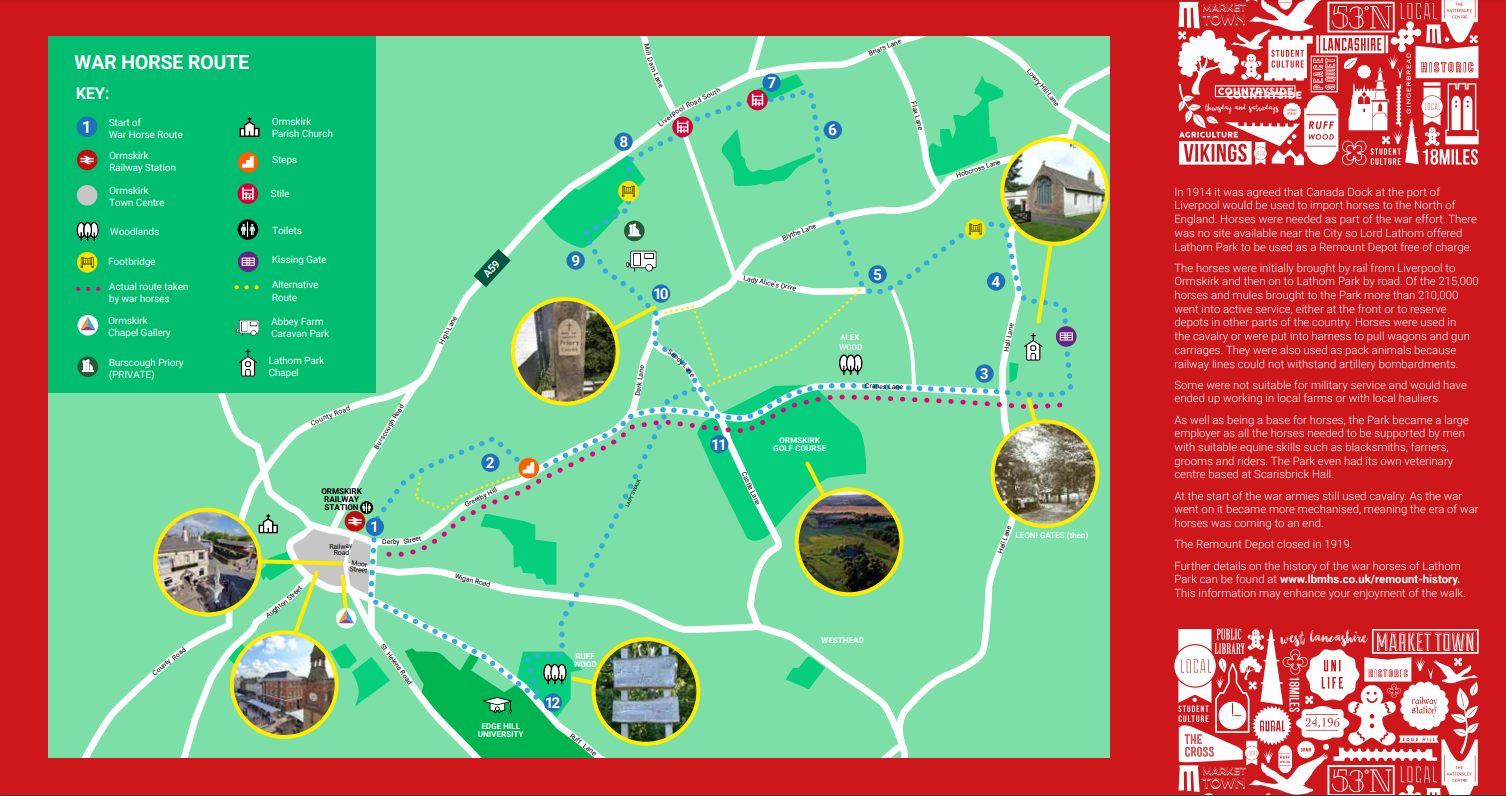 WAR HORSE ROUTE
KEY:
1
Start of
War Horse Route
Ormskirk
Railway Station
Ormskirk
Town Centre
Woodlands
Footbridge
Actual route taken
by war horses
Ormskirk
Chapel Gallery
Burscough Priory
(PRIVATE)
Ormskirk
Parish Church
Steps
Stile
Toilets
Kissing Gate
Alternative
Route
Abbey Farm
Caravan Park
Lathom Park
Chapel
Mill Dam Lane
Briars Lane
Lowry Hill Lane
Liverpool Road South
Flax Lane
7
6
8
Hobcross Lane
Blythe Lane
9
A59
5
4
Lady Alice's Drive
10
High Lane
Hall Lane
ALEX
WOOD
3
Cranes Lane
Dark Lane
County Road
Burscough Road
11
ORMSKIRK
GOLF COURSE
2
Greetby Hill
Castle Lane
ORMSKIRK
RAILWAY
STATION
1
Derby Street
Railway
Road
Moor
Street
Wigan Road
Hall Lane
LEONI GATES (then)
Aughton Street
County Road
St. Helens Road
WESTHEAD
RUFF
WOOD
12
EDGE HILL
UNIVERSITY
Ruff Lane
MARKET
TOWN
53°N
LOCAL
THE
HATTERSLEY
CENTRE
STUDENT
CULTURE
LANCASHIRE
PEACE
QUIET
GINGERBREAD
HISTORIC
COUNTRYSIDE
thursday and saturdays
LOCAL
RUFF
WOOD
AGRICULTURE
VIKINGS
STUDENT
CULTURE
18MILES
In 1914 it was agreed that Canada Dock at the port of
Liverpool would be used to import horses to the North of
England. Horses were needed as part of the war effort. There
was no site available near the City so Lord Lathom offered
Lathom Park to be used as a Remount Depot free of charge.
The horses were initially brought by rail from Liverpool to
Ormskirk and then on to Lathom Park by road. Of the 215,000
horses and mules brought to the Park more than 210,000
went into active service, either at the front or to reserve
depots in other parts of the country. Horses were used in
the cavalry or were put into harness to pull wagons and gun
carriages. They were also used as pack animals because
railway lines could not withstand artillery bombardments.
Some were not suitable for military service and would have
ended up working in local farms or with local hauliers.
As well as being a base for horses, the Park became a large
employer as all the horses needed to be supported by men
with suitable equine skills such as blacksmiths, farriers,
grooms and riders. The Park even had its own veterinary
centre based at Scarisbrick Hall.
At the start of the war armies still used cavalry. As the war
went on it became more mechanised, meaning the era of war
horses was coming to an end.
The Remount Depot closed in 1919.
Further details on the history of the war horses of Lathom
Park can be found at www.lbmhs.co.uk/remount-history.
This information may enhance your enjoyment of the walk.
PUBLIC
LIBRARY
west lancashire
MARKET TOWN
LOCAL
18MILES
UNI
LIFE
HISTORIC
STUDENT
CULTURE
RURAL
24,196
railway
station
THE
CROSS
EDGE HILL
LOCAL
RUFF
WOOD
MARKET
TOWN
53°N
LOCAL
THE
HATTERSLEY
CENTRE